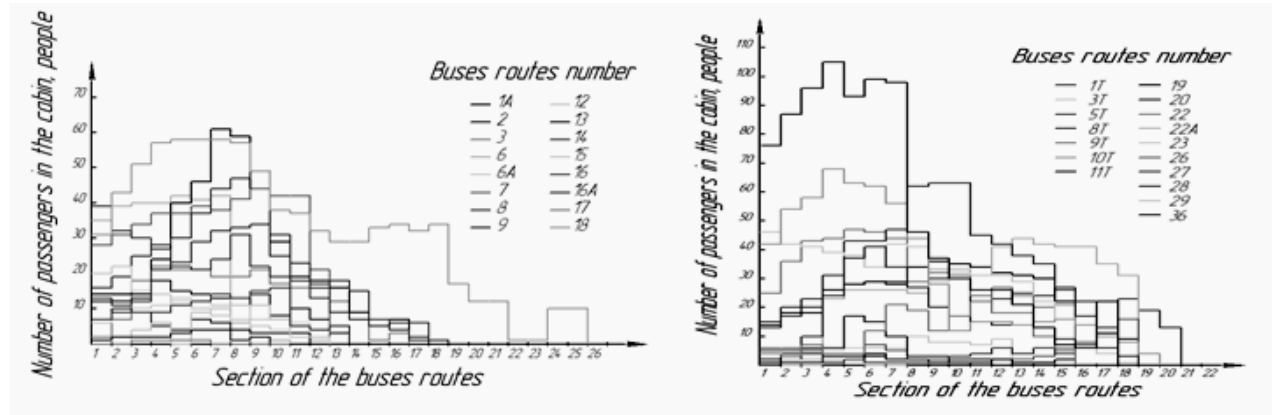 Number of passengers in the cabin, people
70
60
50
40
30
20
10
1 2 3 4 5 6 7 8 9 10 11 12 13 14 15 16 17 18 19 20 21 22 23 24 25 26
Section of the buses routes
Buses routes number
1A 12
2 13
3 14
6 15
6A 16
7 16A
8 17
9 18
Number of passengers in the cabin, people
110
100
90
80
70
60
50
40
30
20
10
1 2 3 4 5 6 7 8 9 10 11 12 13 14 15 16 17 18 19 20 21 22
Section of the buses routes
Buses routes number
1T 19
3T 20
5T 22
8T 22A
9T 23
10T 26
11T 27
28
29
36